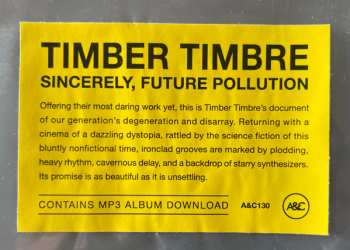 TIMBER TIMBRE
SINCERELY, FUTURE POLLUTION
Offering their most daring work yet, this is Timber Timbre's document
of our generation's degeneration and disarray. Returning with a
cinema of a dazzling dystopia, rattled by the science fiction of this
bluntly nonfictional time, ironclad grooves are marked by plodding,
heavy rhythm, cavernous delay, and a backdrop of starry synthesizers.
Its promise is as beautiful as it is unsettling.
CONTAINS MP3 ALBUM DOWNLOAD A&C130 A&C